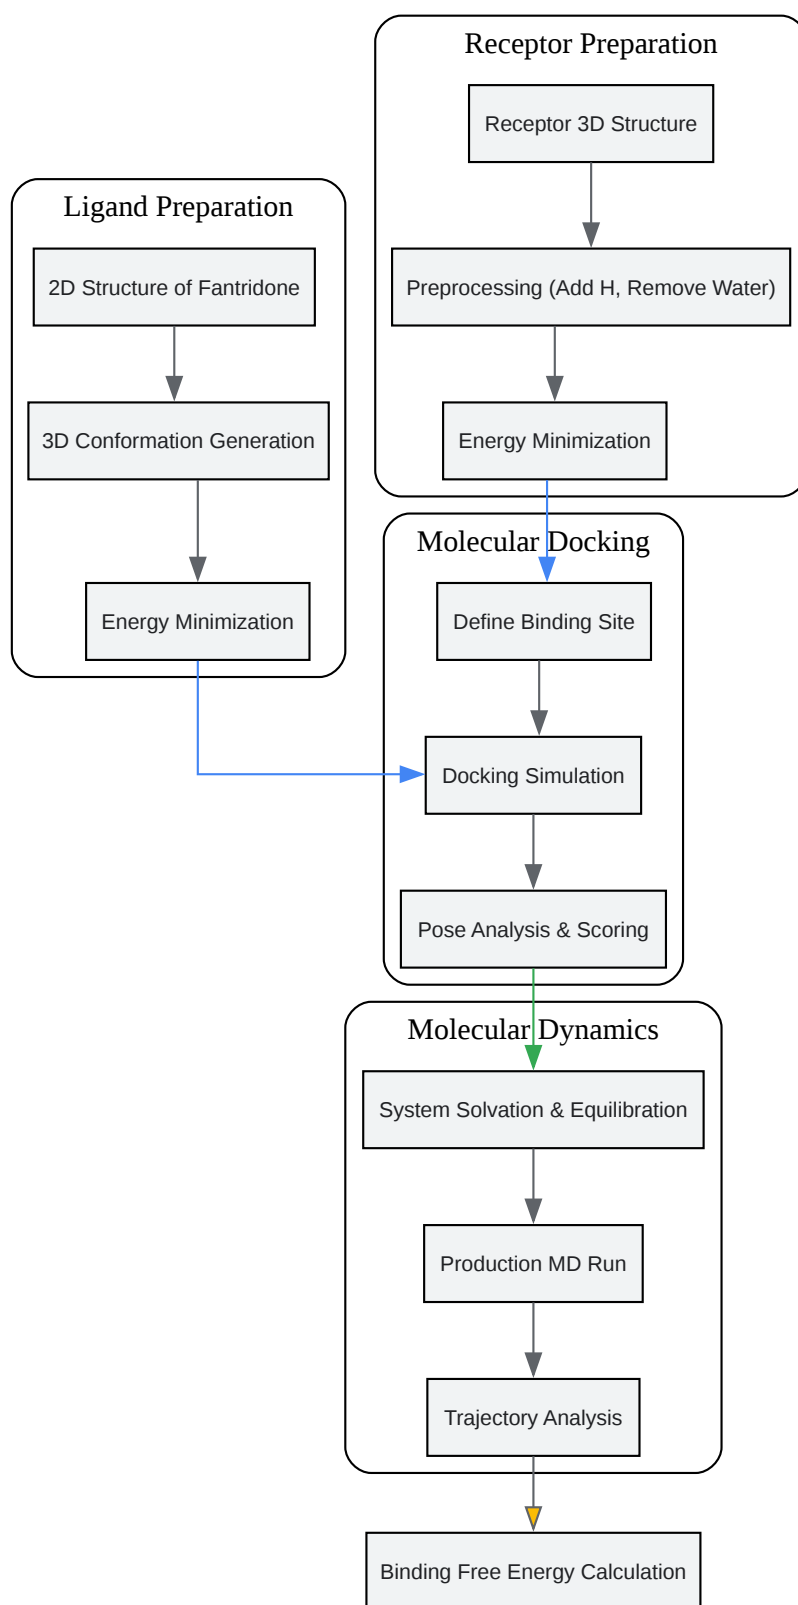 Receptor Preparation
Receptor 3D Structure
Preprocessing (Add H, Remove Water)
Energy Minimization
Ligand Preparation
2D Structure of Fantridone
3D Conformation Generation
Energy Minimization
Molecular Docking
Define Binding Site
Docking Simulation
Pose Analysis & Scoring
Molecular Dynamics
System Solvation & Equilibration
Production MD Run
Trajectory Analysis
Binding Free Energy Calculation